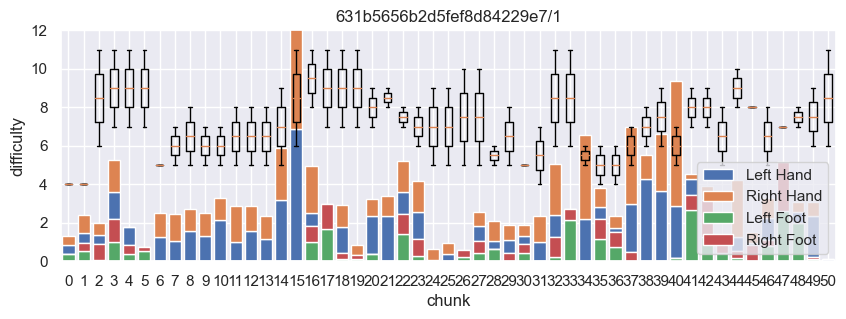 631b5656b2d5fef8d84229e7/1
difficulty
12
10
8
6
4
2
0
Left Hand
Right Hand
Left Foot
Right Foot
0 1 2 3 4 5 6 7 8 9 10 11 12 13 14 15 16 17 18 19 20 21 22 23 24 25 26 27 28 29 30 31 32 33 34 35 36 37 38 39 40 41 42 43 44 45 46 47 48 49 50
chunk